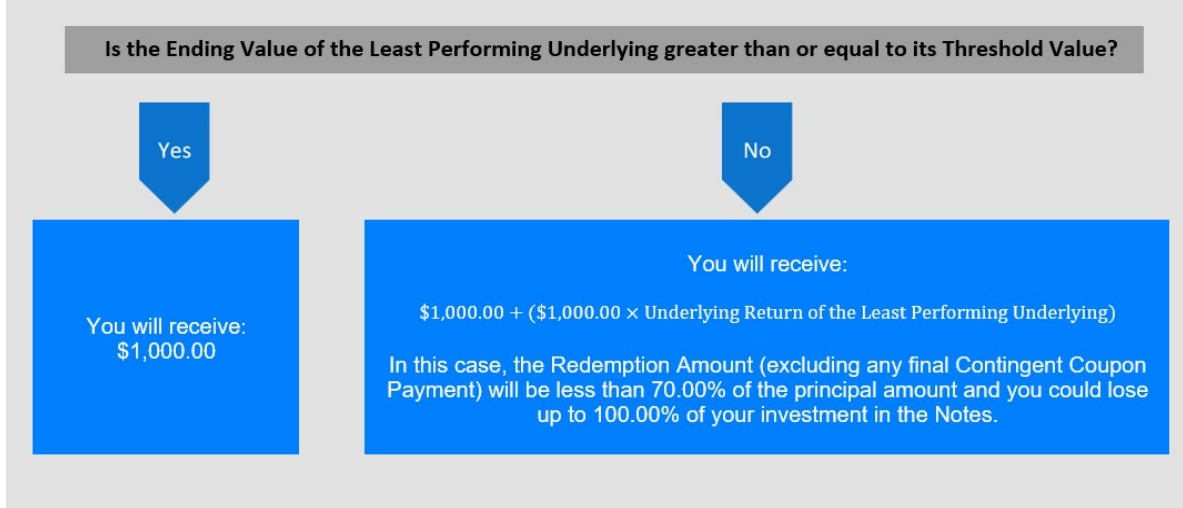 Is the Ending Value of the Least Performing Underlying greater than or equal to its Threshold Value?
Yes
No
You will receive:
$1,000.00
You will receive:
$1,000.00 + ($1,000.00 × Underlying Return of the Least Performing Underlying)
In this case, the Redemption Amount (excluding any final Contingent Coupon
Payment) will be less than 70.00% of the principal amount and you could lose
up to 100.00% of your investment in the Notes.